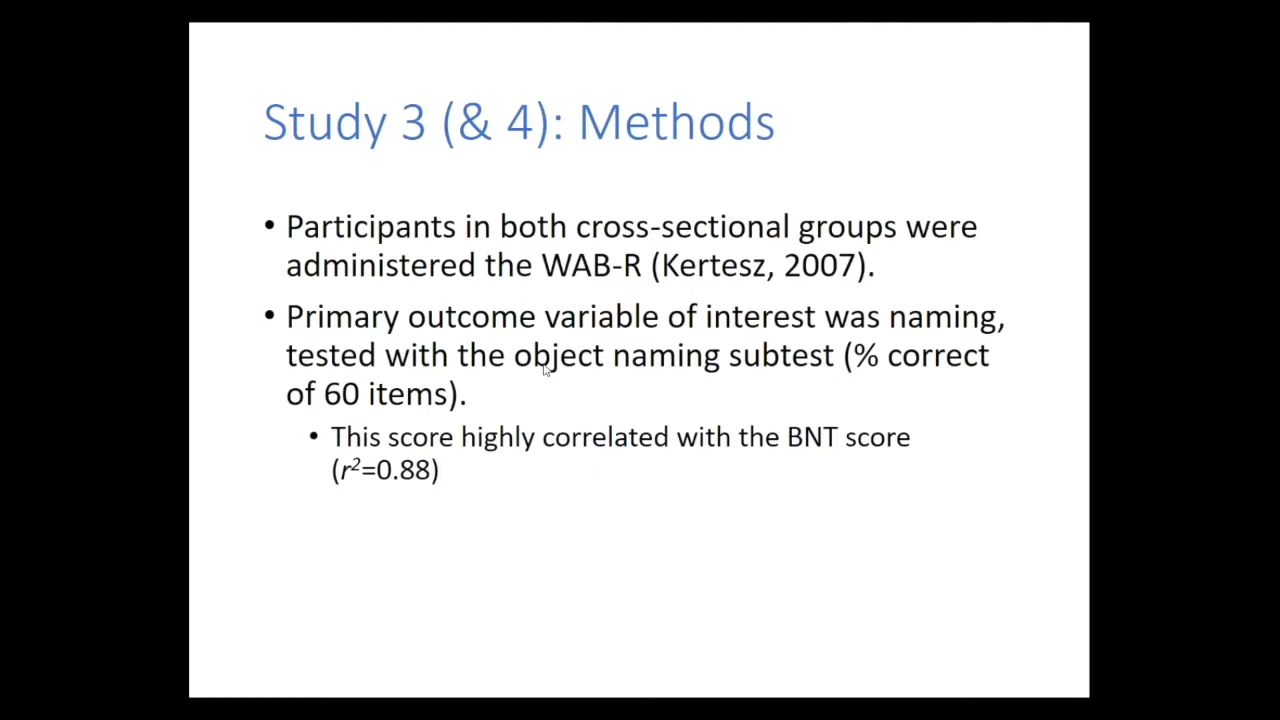 Study 3 (& 4): Methods
• Participants in both cross-sectional groups were
administered the WAB-R (Kertesz, 2007).
• Primary outcome variable of interest was naming,
tested with the object naming subtest (% correct
of 60 items).
• This score highly correlated with the BNT score
(r²=0.88)